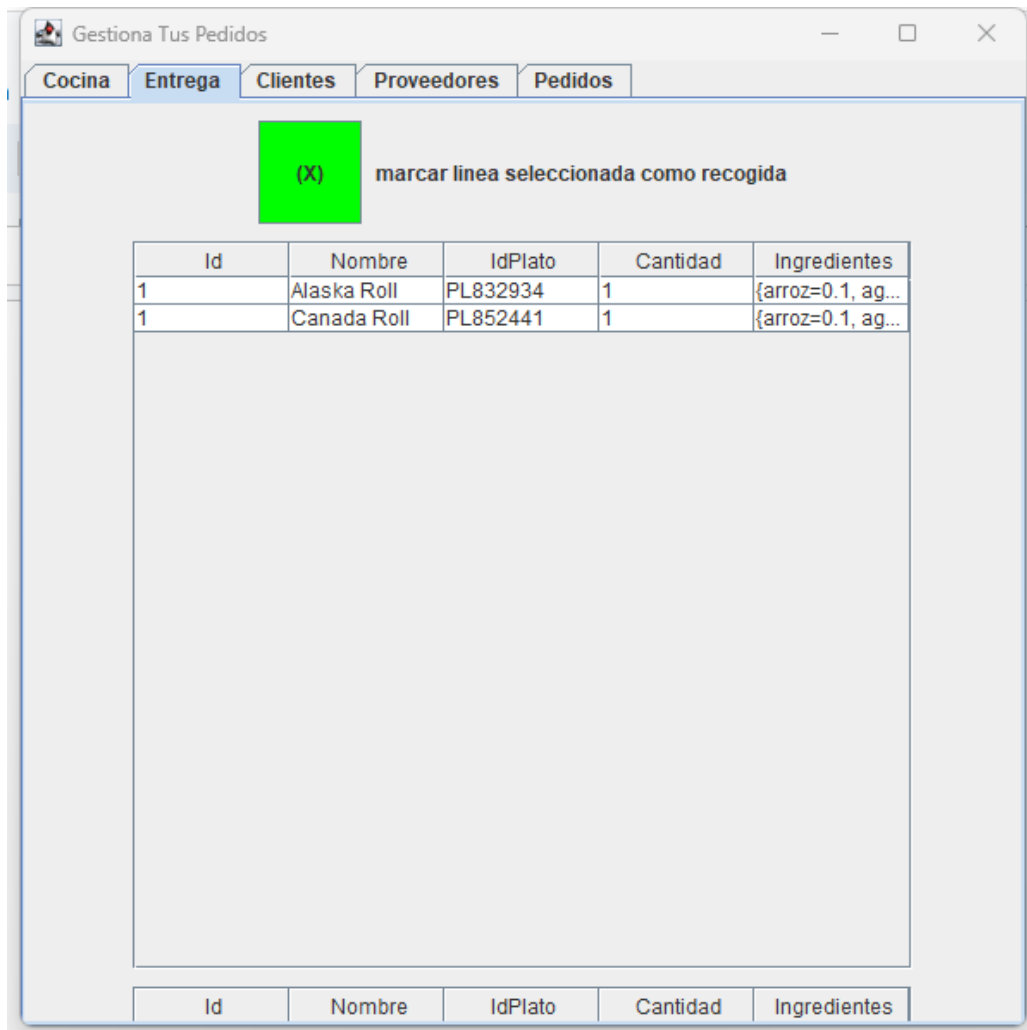 Gestiona Tus Pedidos
Cocina Entrega Clientes Proveedores Pedidos
(X) marcar linea seleccionada como recogida
Id Nombre IdPlato Cantidad Ingredientes
1 Alaska Roll PL832934 1 {arroz=0.1, ag...
1 Canada Roll PL852441 1 {arroz=0.1, ag...
Id Nombre IdPlato Cantidad Ingredientes